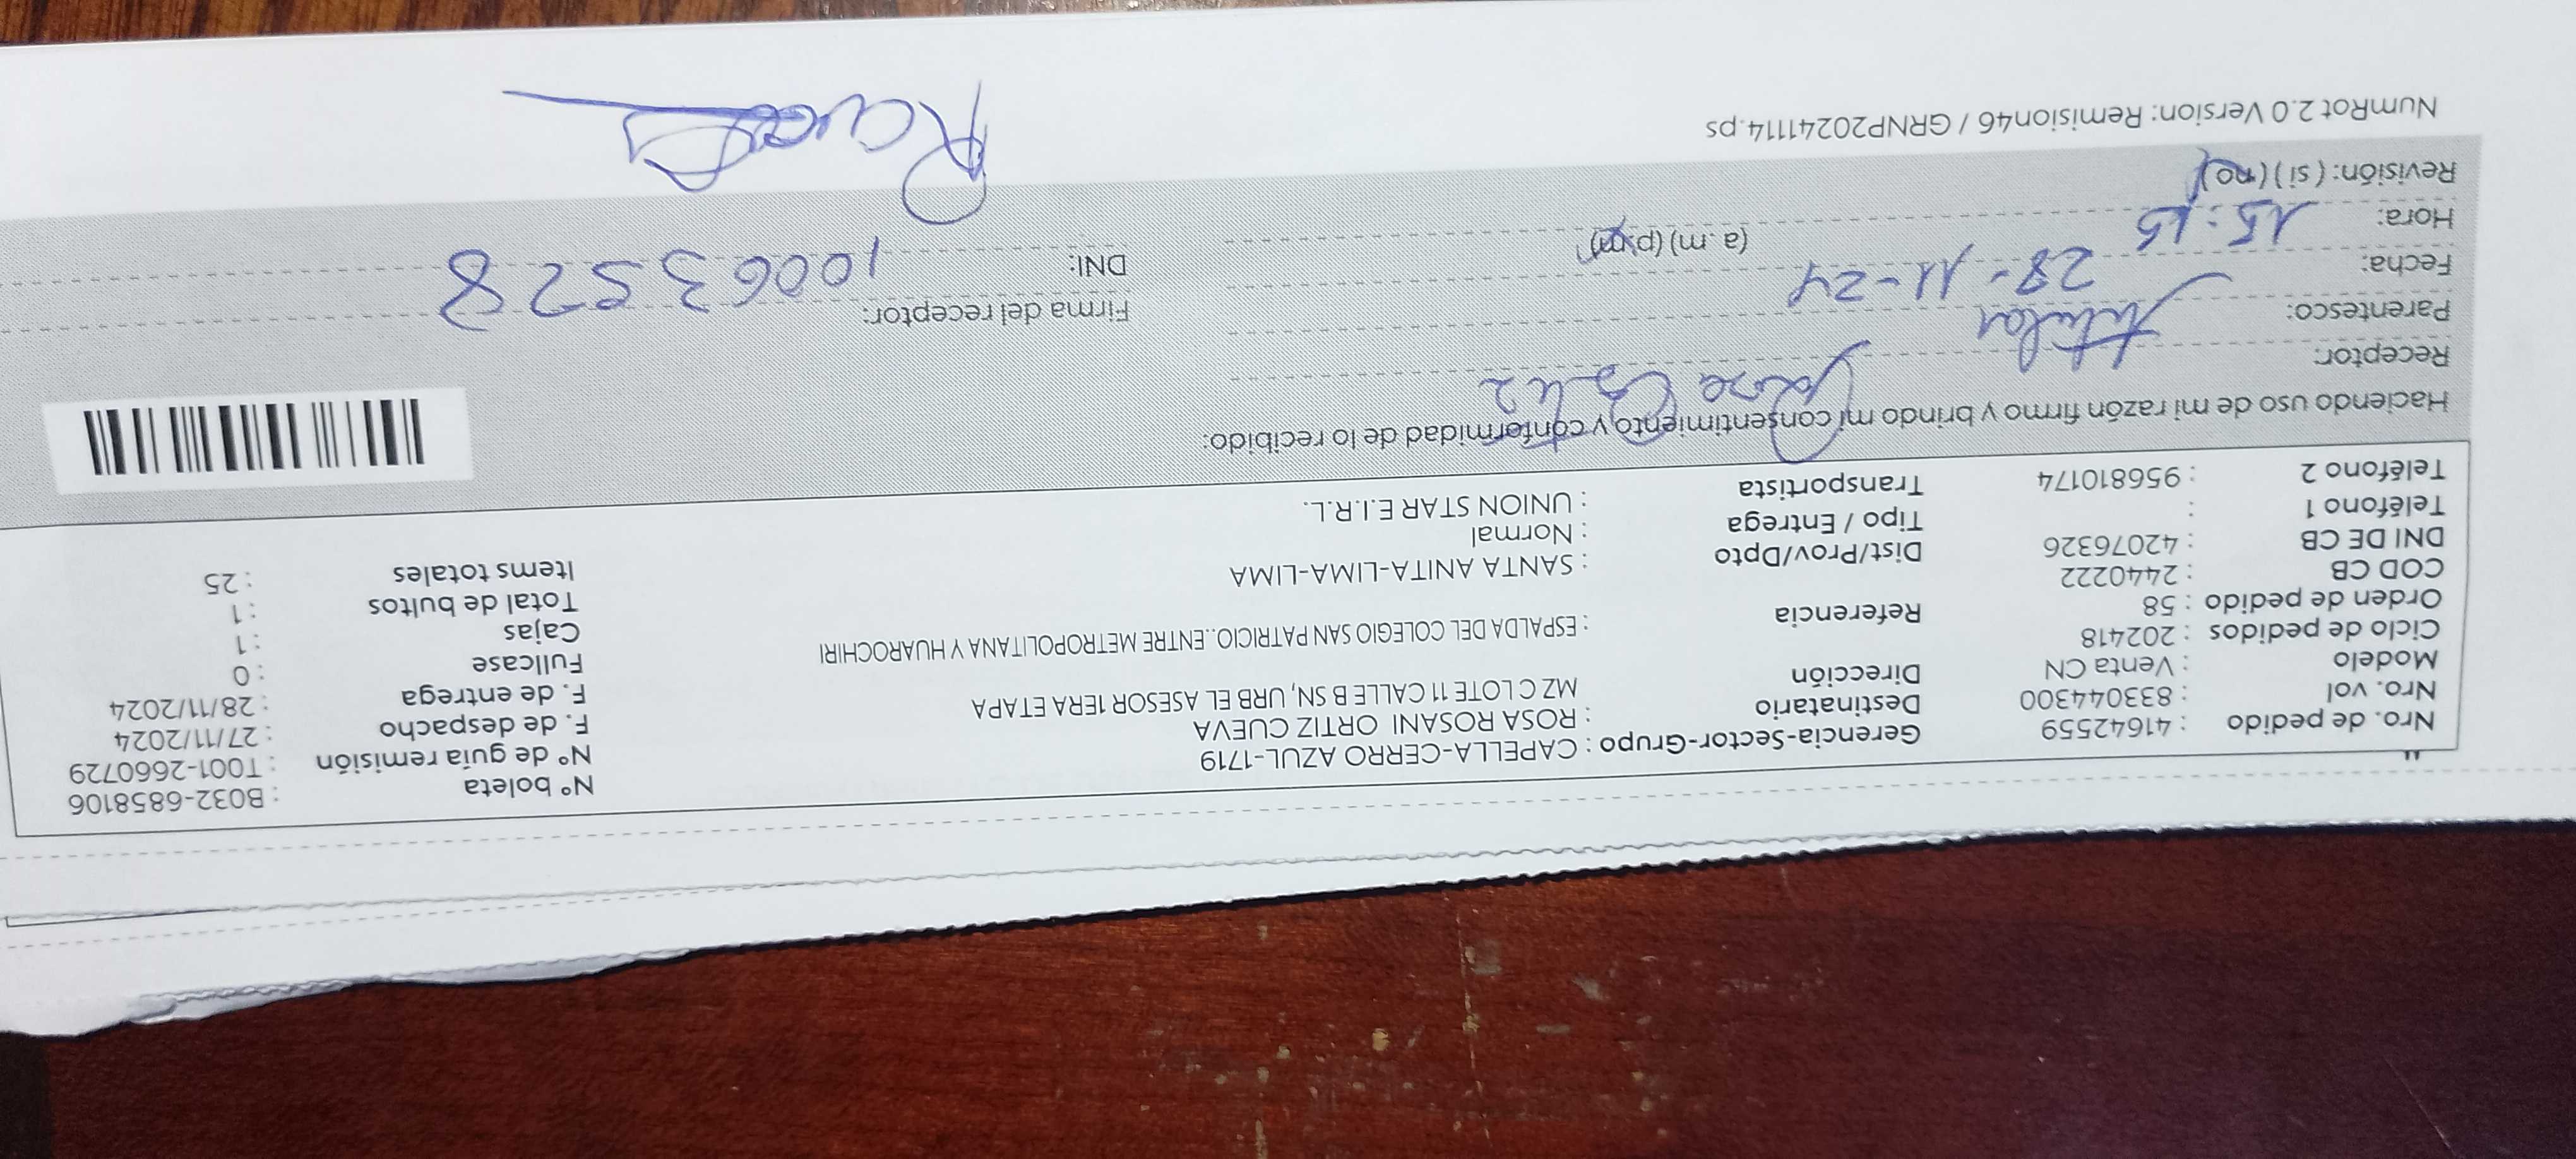 Nro. de pedido : 41642559 Gerencia-Sector-Grupo : CAPELLA-CERRO AZUL-1719 N° boleta : B032-6858106
Nro. vol : 833044300 Destinatario : ROSA ROSANI ORTIZ CUEVA N° de guía remisión : T001-2660729
Modelo : Venta CN Dirección : MZ C LOTE 11 CALLE B SN, URB EL ASESOR 1ERA ETAPA F. de despacho : 27/11/2024
Ciclo de pedidos : 202418 F. de entrega : 28/11/2024
Orden de pedido : 58 Referencia : ESPALDA DEL COLEGIO SAN PATRICIO..ENTRE METROPOLITANA Y HUAROCHIRI Fullcase : 0
COD CB : 2440222 Cajas : 1
DNI DE CB : 42076326 Dist/Prov/Dpto : SANTA ANITA-LIMA-LIMA Total de bultos : 1
Teléfono 1 : Tipo / Entrega : Normal Items totales : 25
Teléfono 2 : 956810174 Transportista : UNION STAR E.I.R.L.
Haciendo uso de mi razón firmo y brindo mi consentimiento y conformidad de lo recibido:
Receptor:
Parentesco: titular Firma del receptor:
Fecha: 28-11-24 DNI: 10063528
Hora: 15:15 (a.m) (p.m)
Revisión: (si) (no)
NumRot 2.0 Version: Remision46 / GRNP20241114.ps